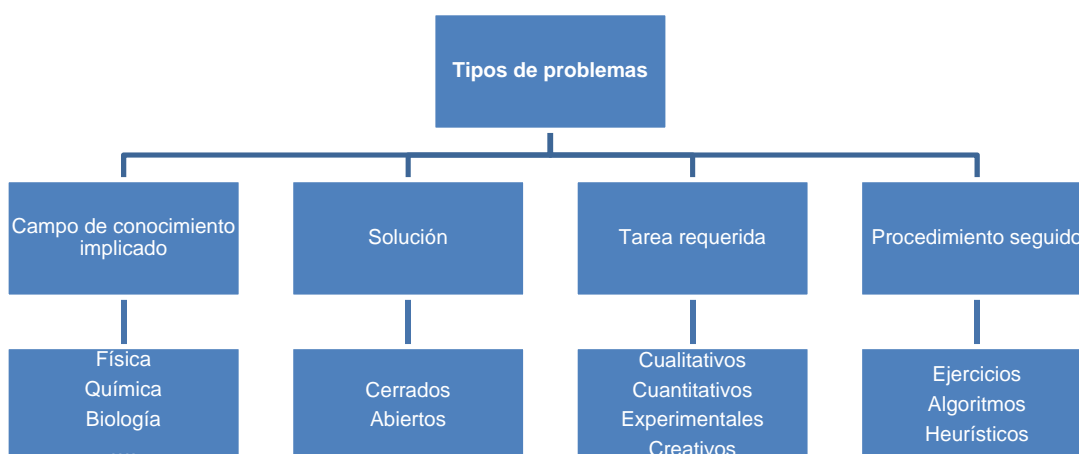 Tipos de problemas
Campo de conocimiento
implicado
Solución
Tarea requerida
Procedimiento seguido
Física
Química
Biología
...
Cerrados
Abiertos
Cualitativos
Cuantitativos
Experimentales
Creativos
Ejercicios
Algoritmos
Heurísticos